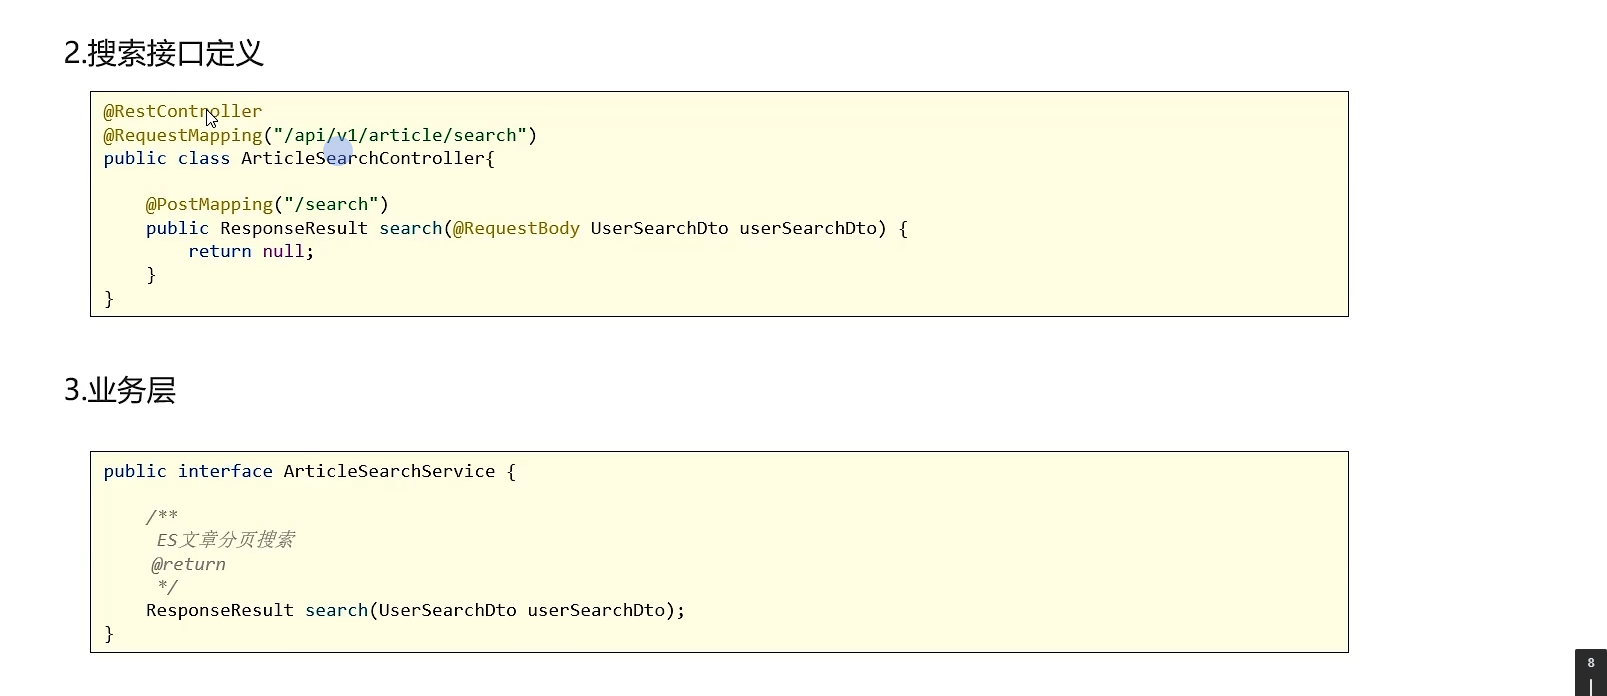 2.搜索接口定义
@RestController
@RequestMapping("/api/v1/article/search")
public class ArticleSearchController{
@PostMapping("/search")
public ResponseResult search(@RequestBody UserSearchDto userSearchDto) {
return null;
}
}
3.业务层
public interface ArticleSearchService {
/**
ES文章分页搜索
@return
*/
ResponseResult search(UserSearchDto userSearchDto);
}
8